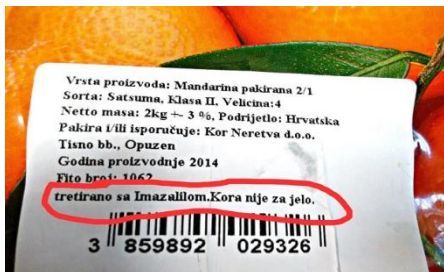 Vrsta proizvoda: Mandarina pakirana 2/1
Sorta: Satsuma, Klasa II, Velicina:4
Netto masa: 2kg +- 3 %, Podrijetlo: Hrvatska
Pakira i/ili isporučuje: Kor Neretva d.o.o.
Tisno bb., Opuzen
Godina proizvodnje 2014
Fito broj: 1062
tretirano sa Imazalilom.Kora nije za jelo.
3 859892 029326